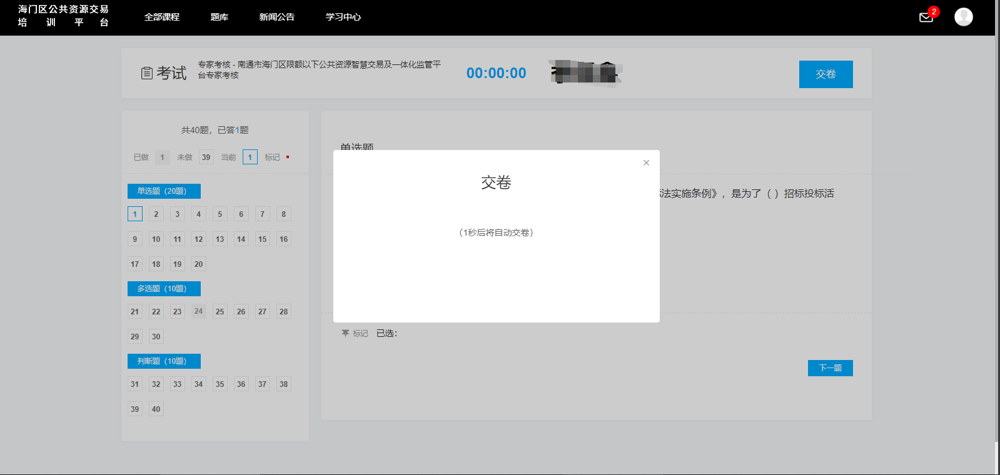 海门区公共资源交易
培训平台
全部课程 题库 新闻公告 学习中心
2
考试
专家考核 - 南通市海门区限额以下公共资源智慧交易及一体化监管平
台专家考核
00:00:00
交卷
共40题，已答1题
已做 1 未做 39 当前 1 标记
单选题（20题）
1 2 3 4 5 6 7 8
9 10 11 12 13 14 15 16
17 18 19 20
多选题（10题）
21 22 23 24 25 26 27 28
29 30
判断题（10题）
31 32 33 34 35 36 37 38
39 40
单选题
法实施条例》，是为了（ ）招标投标活
×
交卷
（1秒后将自动交卷）
标记 已选：
下一题